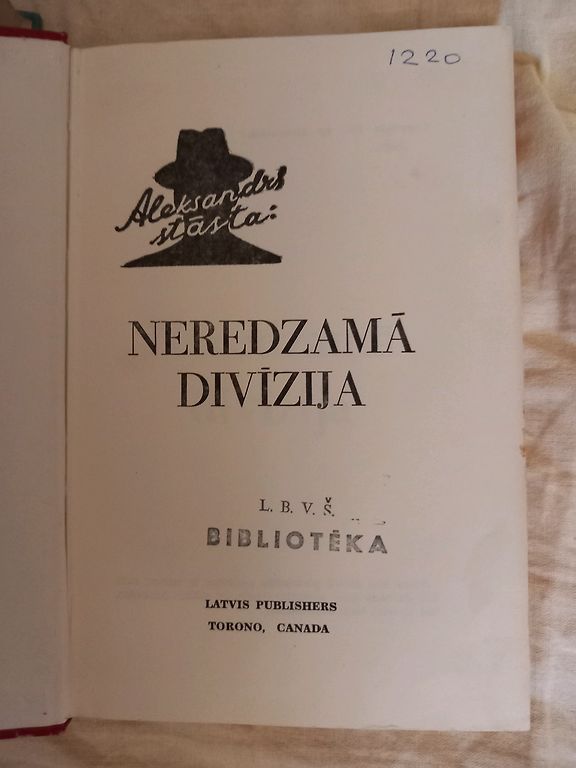 1220
Aleksandrs
stāsta:
NEREDZAMĀ
DIVĪZIJA
L. B. V. Š.
BIBLIOTĒKA
LATVIS PUBLISHERS
TORONO, CANADA